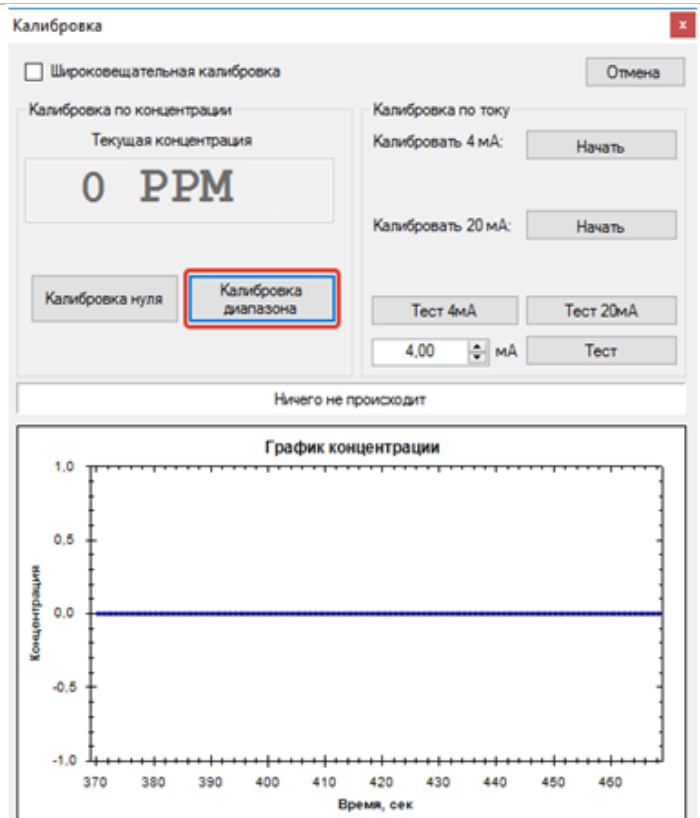 Калибровка
x
Широковещательная калибровка
Отмена
Калибровка по концентрации
Текущая концентрация
0 PPM
Калибровка нуля
Калибровка
диапазона
Калибровка по току
Калибровать 4 мА:
Начать
Калибровать 20 мА:
Начать
Тест 4мА
Тест 20мА
4,00
мА
Тест
Ничего не происходит
График концентрации
Концентрация
1,0
0,5
0,0
-0,5
-1,0
370 380 390 400 410 420 430 440 450 460
Время, сек